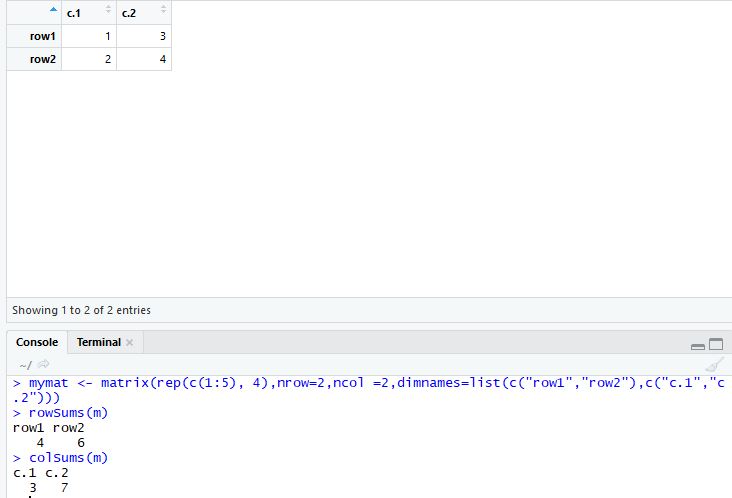 c.1 c.2
row1 1 3
row2 2 4
Showing 1 to 2 of 2 entries
Console Terminal ×
~/
> mymat <- matrix(rep(c(1:5), 4),nrow=2,ncol =2,dimnames=list(c("row1","row2"),c("c.1","c
.2")))
> rowSums(m)
row1 row2
4 6
> colSums(m)
c.1 c.2
3 7